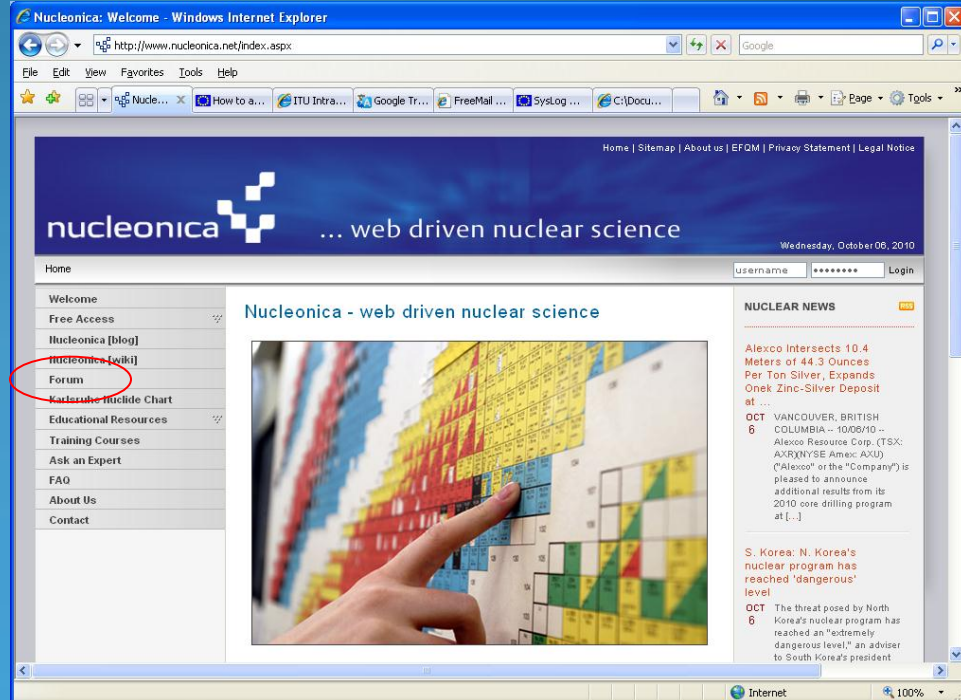 Nucleonica: Welcome - Windows Internet Explorer
http://www.nucleonica.net/index.aspx
Google
File Edit View Favorites Tools Help
Nucle... How to a... ITU Intra... Google Tr... FreeMail ... SysLog ... C:\Docu... Page Tools
Home | Sitemap | About us | EFQM | Privacy Statement | Legal Notice
nucleonica
... web driven nuclear science
Wednesday, October 06, 2010
Home
username
Login
Welcome
Free Access
Nucleonica [blog]
Nucleonica [wiki]
Forum
Karlsruhe Nuclide Chart
Educational Resources
Training Courses
Ask an Expert
FAQ
About Us
Contact
Nucleonica - web driven nuclear science
NUCLEAR NEWS
Alexco Intersects 10.4
Meters of 44.3 Ounces
Per Ton Silver, Expands
Onek Zinc-Silver Deposit
at ...
OCT 6
VANCOUVER, BRITISH
COLUMBIA -- 10/06/10 --
Alexco Resource Corp. (TSX:
AXR)(NYSE Amex: AXU)
("Alexco" or the "Company") is
pleased to announce
additional results from its
2010 core drilling program
at [...]
S. Korea: N. Korea's
nuclear program has
reached 'dangerous'
level
OCT 6
The threat posed by North
Korea's nuclear program has
reached an "extremely
dangerous level," an adviser
to South Korea's president
Internet
100%